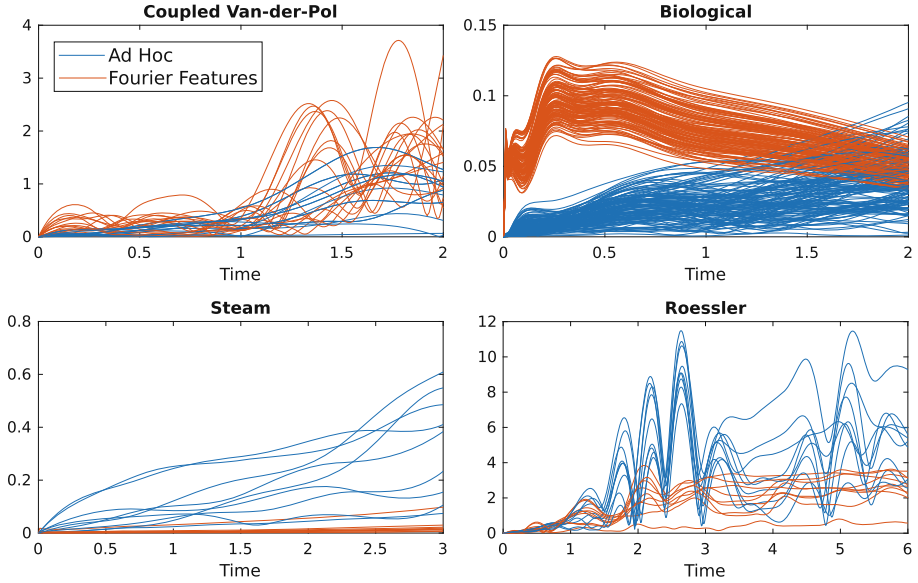 Coupled Van-der-Pol
4
3
2
1
0
Ad Hoc
Fourier Features
0 0.5 1 1.5 2
Time
Biological
0.15
0.1
0.05
0
0 0.5 1 1.5 2
Time
Steam
0.8
0.6
0.4
0.2
0
0 0.5 1 1.5 2 2.5 3
Time
Roessler
12
10
8
6
4
2
0
0 1 2 3 4 5 6
Time